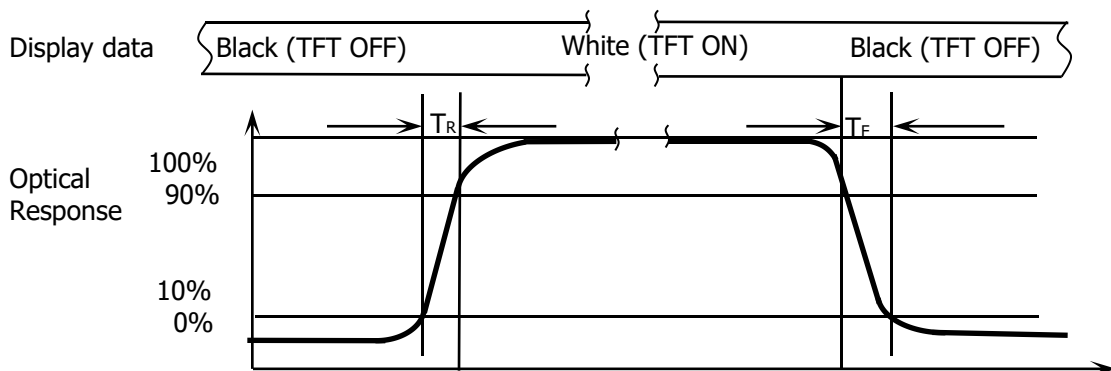 Display data
Black (TFT OFF)
White (TFT ON)
Black (TFT OFF)
TR
TF
Optical
Response
100%
90%
10%
0%